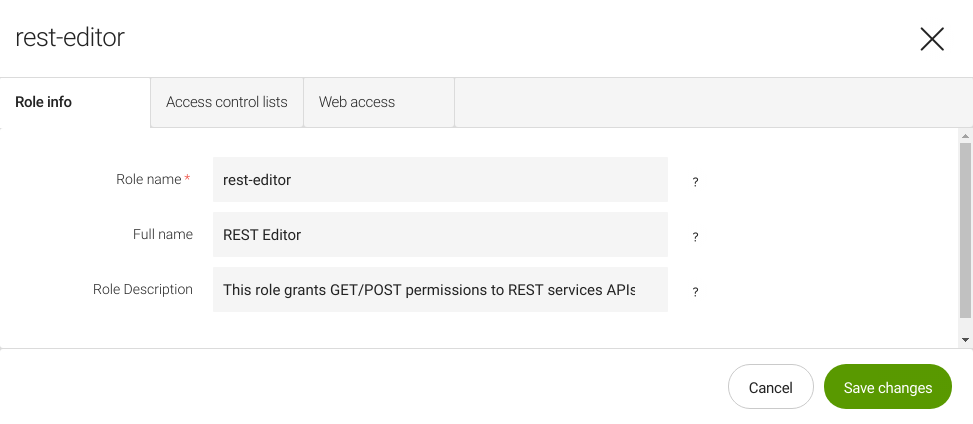 rest-editor
Role info Access control lists Web access
Role name * rest-editor ?
Full name REST Editor ?
Role Description This role grants GET/POST permissions to REST services APIs ?
Cancel Save changes